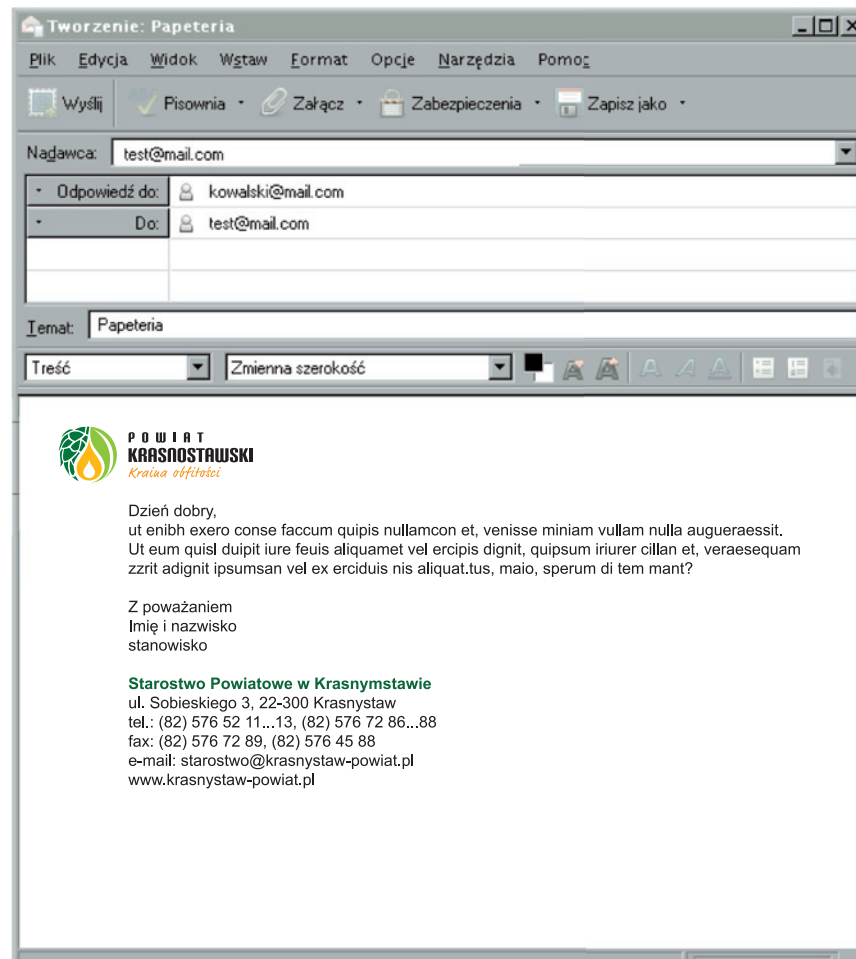 Tworzenie: Papeteria
Plik Edycja Widok Wstaw Format Opcje Narzędzia Pomoc
Wyślij Pisownia Załącz Zabezpieczenia Zapisz jako
Nadawca: test@mail.com
Odpowiedź do: kowalski@mail.com
Do: test@mail.com
Temat: Papeteria
Treść Zmienna szerokość
POWIAT
KRASNOSTAWSKI
Kraina obfitości
Dzień dobry,
ut enibh exero conse faccum quipis nullamcon et, venisse miniam vullam nulla augueraessit.
Ut eum quisl duipit iure feuis aliquamet vel ercipis dignit, quipsum iriurer cillan et, veraesequam
zzrit adignit ipsumsan vel ex erciduis nis aliquat.tus, maio, sperum di tem mant?
Z poważaniem
Imię i nazwisko
stanowisko
Starostwo Powiatowe w Krasnymstawie
ul. Sobieskiego 3, 22-300 Krasnystaw
tel.: (82) 576 52 11...13, (82) 576 72 86...88
fax: (82) 576 72 89, (82) 576 45 88
e-mail: starostwo@krasnystaw-powiat.pl
www.krasnystaw-powiat.pl